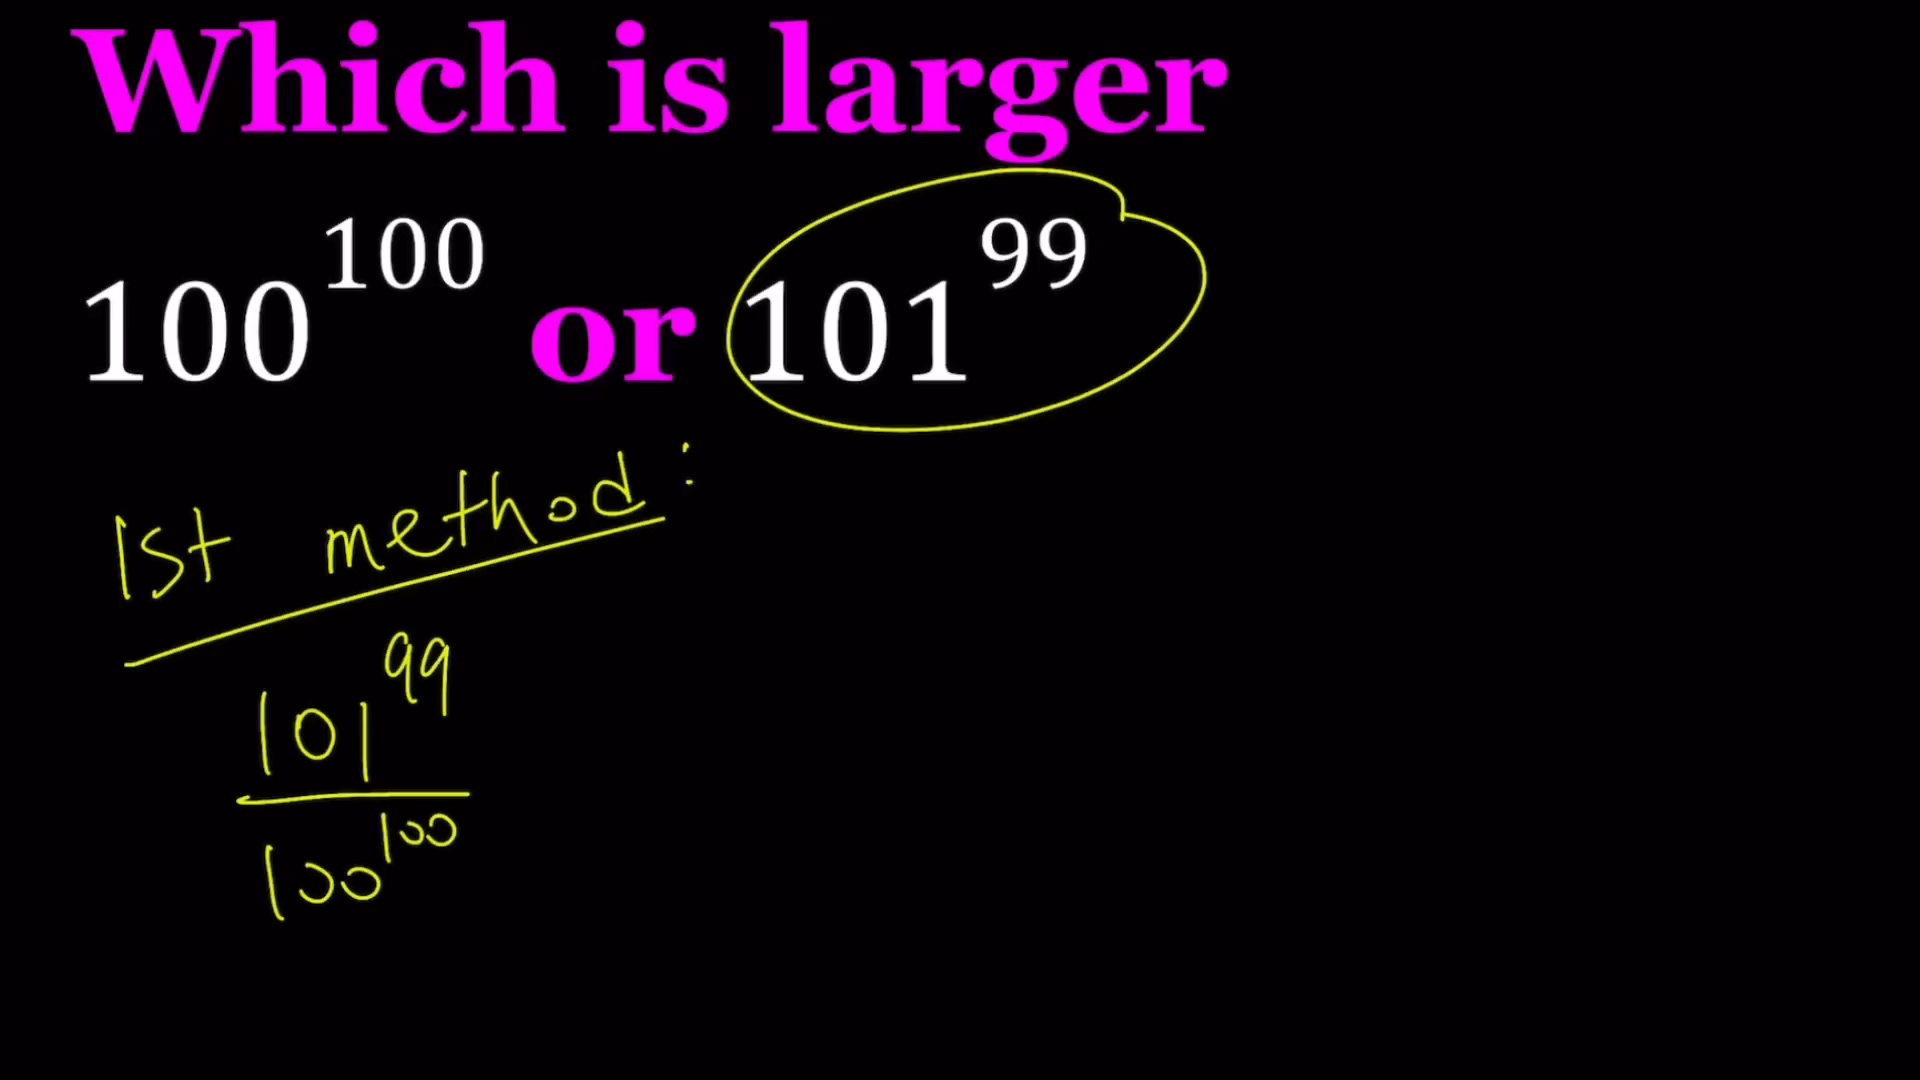 Which is larger
100^100 or 101^99
1st method:
101^99
100^100